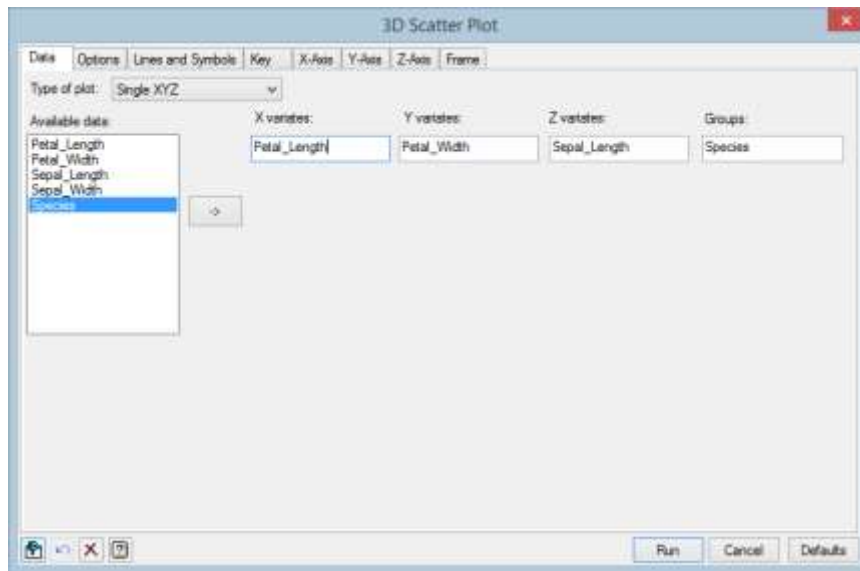 3D Scatter Plot
Data Options Lines and Symbols Key X-Axis Y-Axis Z-Axis Frame
Type of plot: Single XYZ
Available data: X variates: Y variates: Z variates: Groups:
Petal_Length Petal_Width Sepal_Length Species
Petal_Length
Petal_Width
Sepal_Length
Sepal_Width
Species
->
Run Cancel Defaults